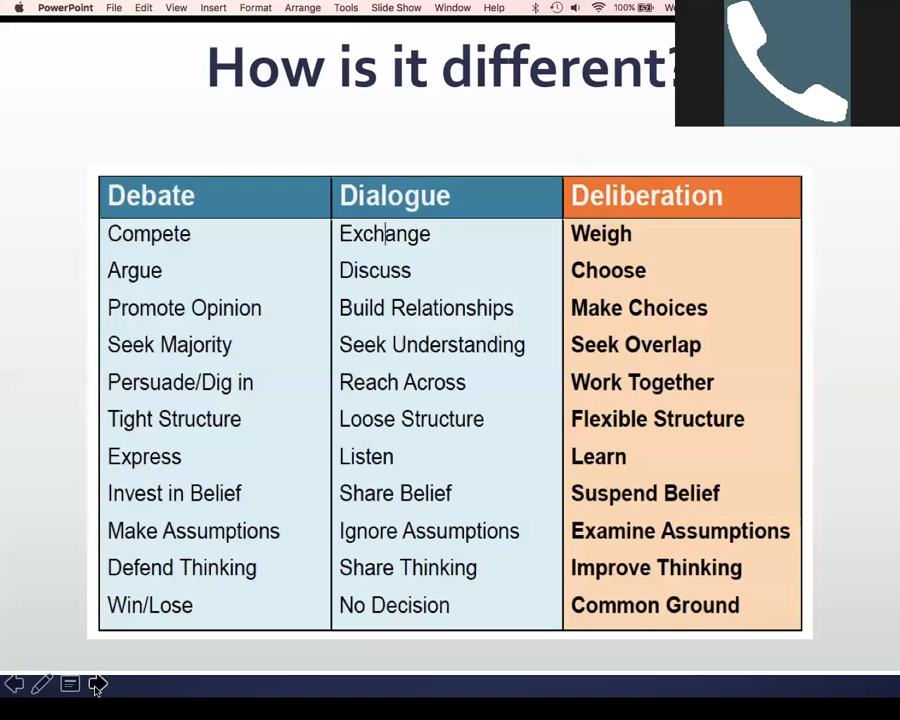 PowerPoint File Edit View Insert Format Arrange Tools Slide Show Window Help 100%
How is it different?
Debate Dialogue Deliberation
Compete Exchange Weigh
Argue Discuss Choose
Promote Opinion Build Relationships Make Choices
Seek Majority Seek Understanding Seek Overlap
Persuade/Dig in Reach Across Work Together
Tight Structure Loose Structure Flexible Structure
Express Listen Learn
Invest in Belief Share Belief Suspend Belief
Make Assumptions Ignore Assumptions Examine Assumptions
Defend Thinking Share Thinking Improve Thinking
Win/Lose No Decision Common Ground